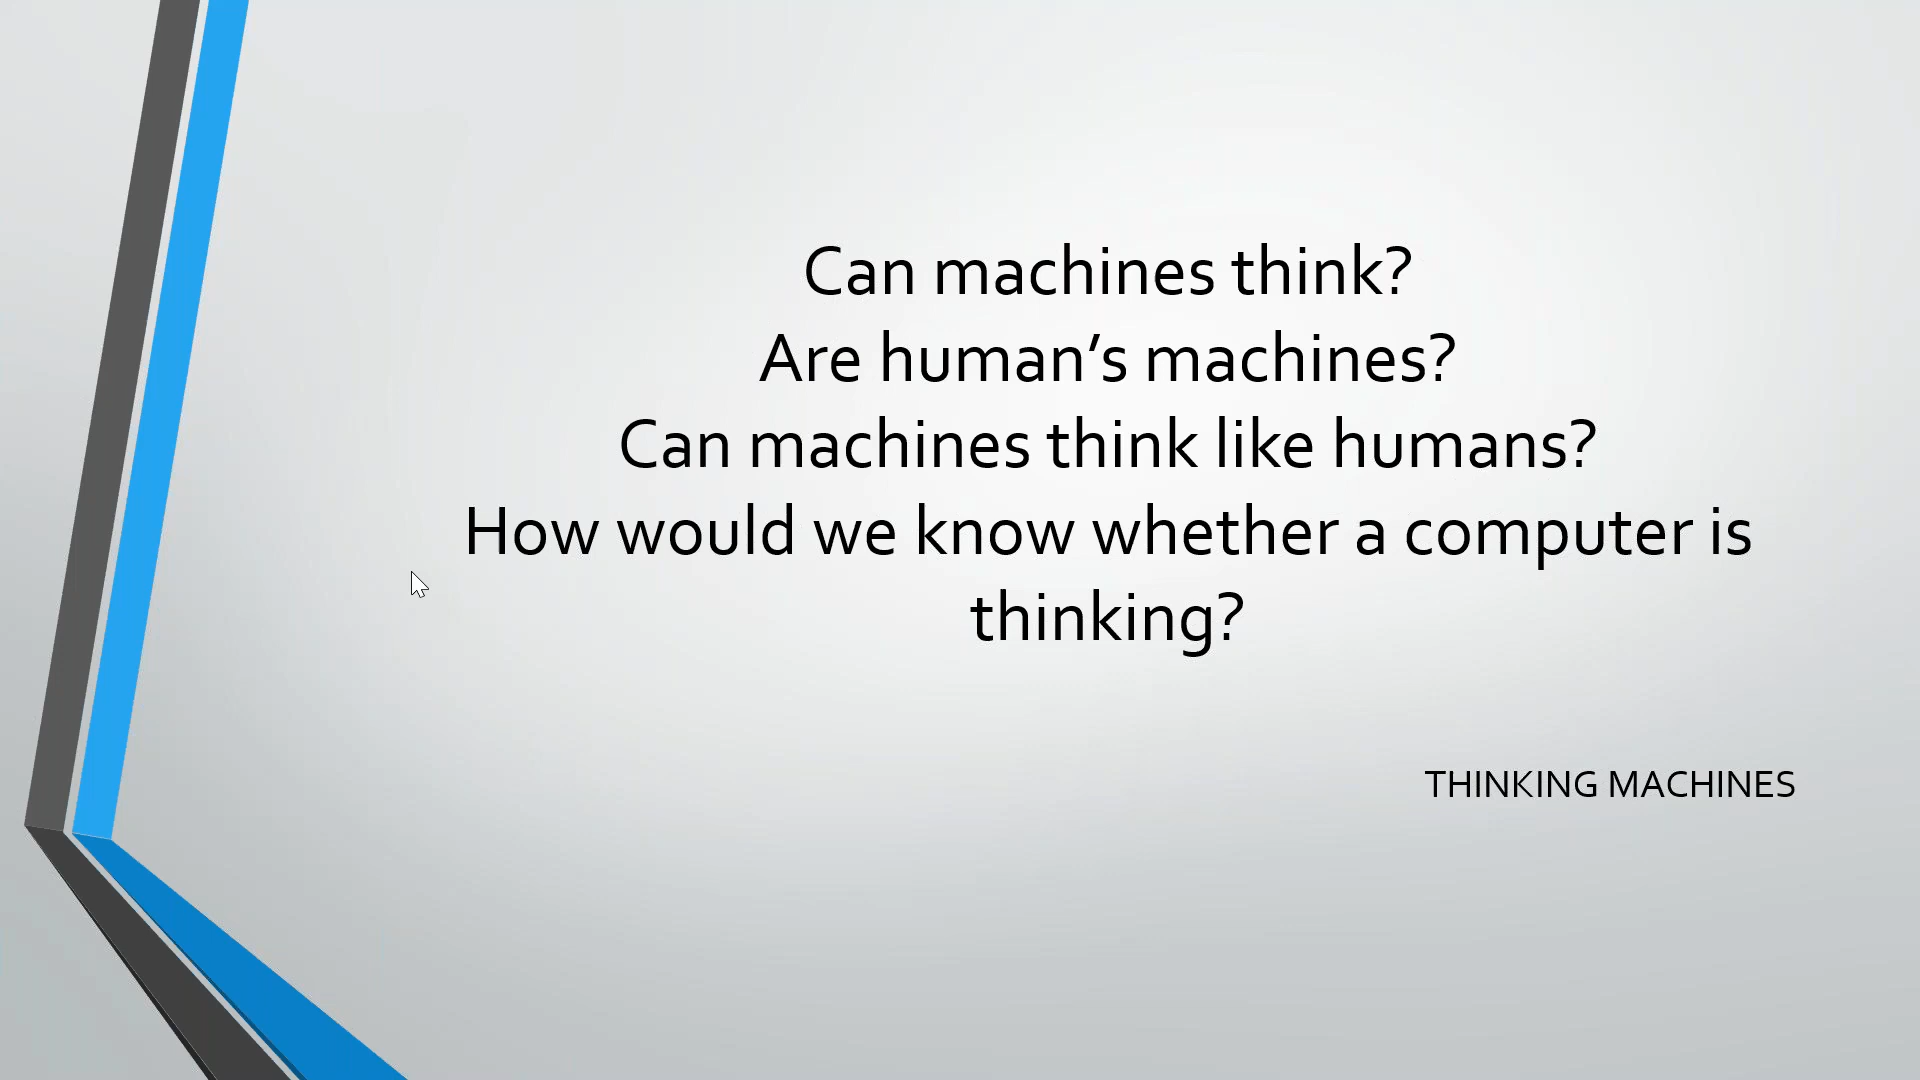 Can machines think?
Are human’s machines?
Can machines think like humans?
How would we know whether a computer is
thinking?
THINKING MACHINES